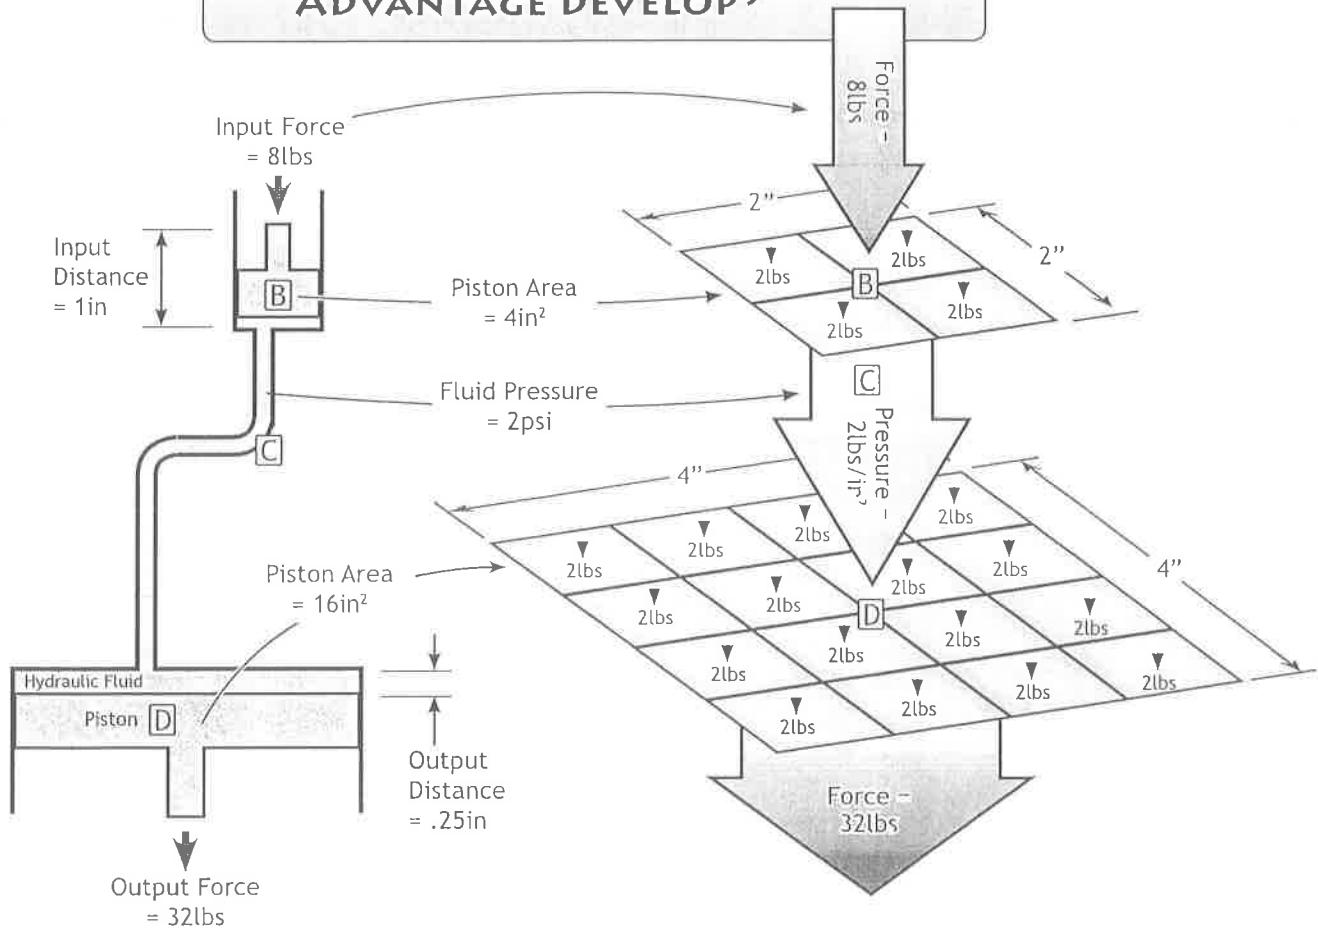 ADVANTAGE DEVELOP?
Force –
8lbs
Input Force
= 8lbs
Input
Distance
= 1in
B
Piston Area
= 4in²
Fluid Pressure
= 2psi
C
Piston Area
= 16in²
Hydraulic Fluid
Piston D
Output
Distance
= .25in
Output Force
= 32lbs
2”
2”
2lbs
2lbs
B
2lbs
2lbs
C
Pressure –
2lbs/in²
4”
4”
2lbs
2lbs
2lbs
2lbs
2lbs
2lbs
2lbs
2lbs
D
2lbs
2lbs
2lbs
2lbs
2lbs
2lbs
2lbs
2lbs
Force –
32lbs